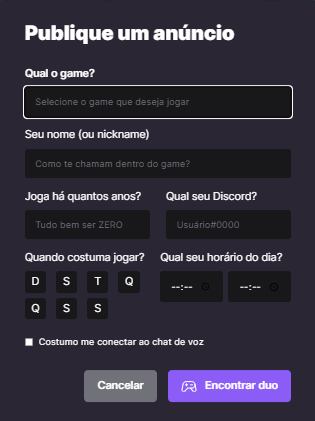 Publique um anúncio
Qual o game?
Selecione o game que deseja jogar
Seu nome (ou nickname)
Como te chamam dentro do game?
Joga há quantos anos? Qual seu Discord?
Tudo bem ser ZERO Usuário#0000
Quando costuma jogar? Qual seu horário do dia?
D S T Q --:-- --:--
Q S S
Costumo me conectar ao chat de voz
Cancelar Encontrar duo